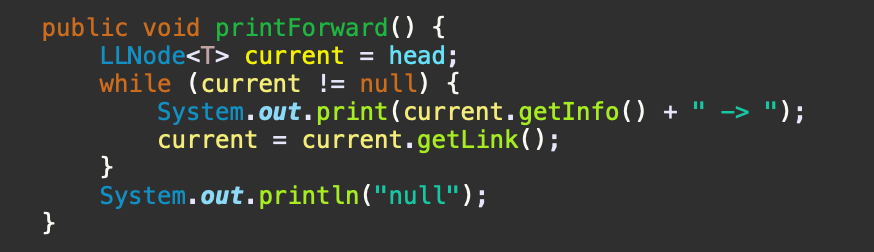 public void printForward() {
    LLNode<T> current = head;
    while (current != null) {
        System.out.print(current.getInfo() + " -> ");
        current = current.getLink();
    }
    System.out.println("null");
}